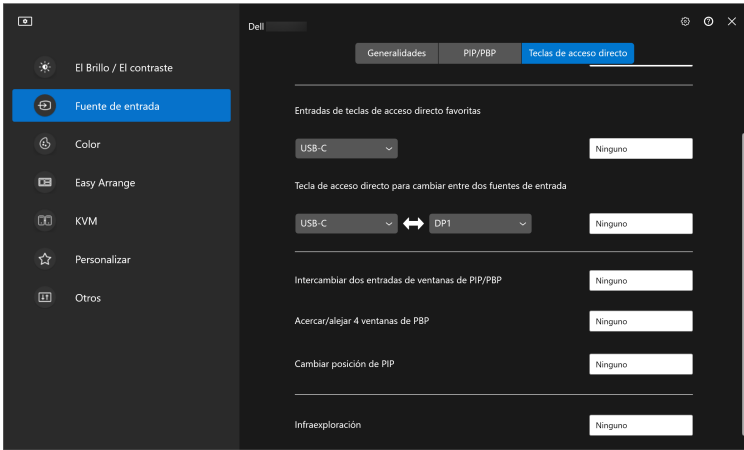 Dell
Generalidades PIP/PBP Teclas de acceso directo
El Brillo / El contraste
Fuente de entrada
Color
Easy Arrange
KVM
Personalizar
Otros
Entradas de teclas de acceso directo favoritas
USB-C Ninguno
Tecla de acceso directo para cambiar entre dos fuentes de entrada
USB-C DP1 Ninguno
Intercambiar dos entradas de ventanas de PIP/PBP Ninguno
Acercar/alejar 4 ventanas de PBP Ninguno
Cambiar posición de PIP Ninguno
Infraexploración Ninguno